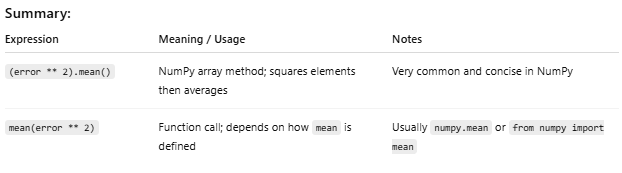 Summary:
Expression Meaning / Usage Notes
(error ** 2).mean() NumPy array method; squares elements Very common and concise in NumPy
then averages
mean(error ** 2) Function call; depends on how mean is Usually numpy.mean or from numpy import
defined mean